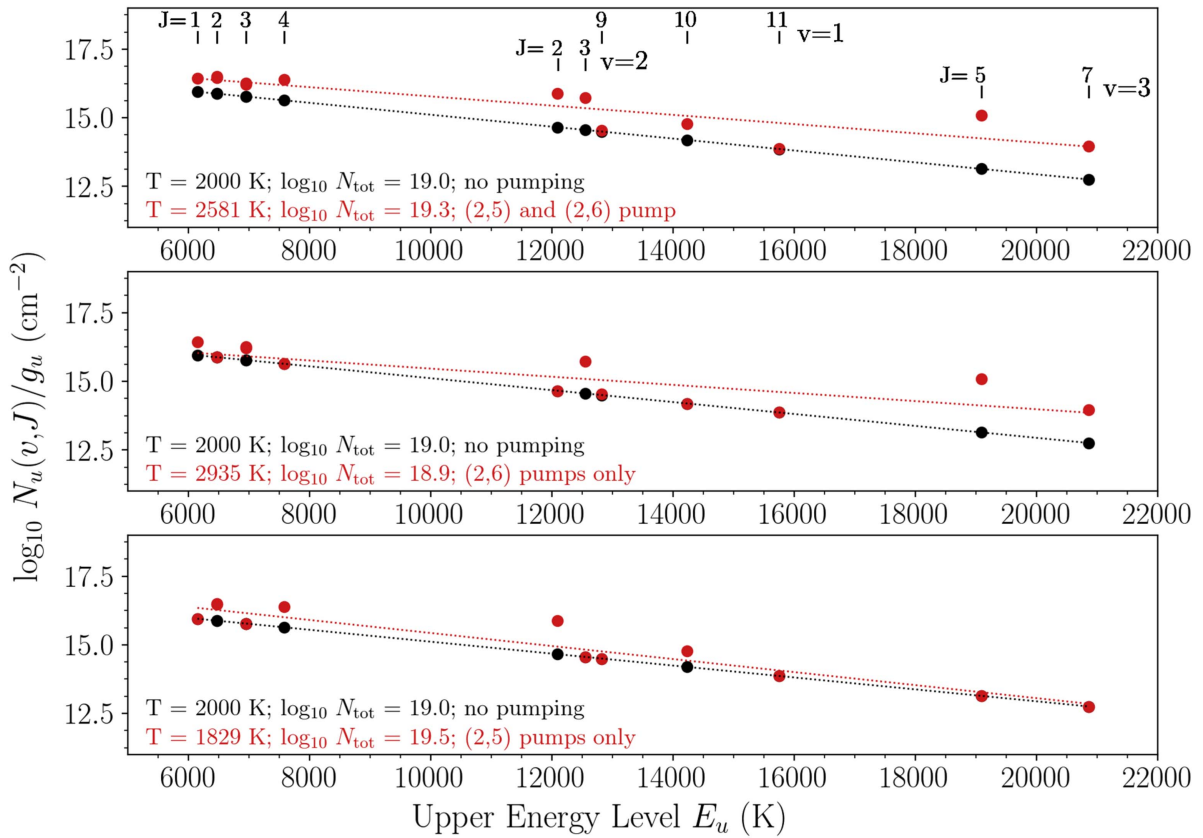 J= 1 2 3 4 9 10 11 v=1
J= 2 3 v=2
J= 5 7 v=3
17.5
15.0
12.5
T = 2000 K; log₁₀ Nₜₒₜ = 19.0; no pumping
T = 2581 K; log₁₀ Nₜₒₜ = 19.3; (2,5) and (2,6) pump
6000 8000 10000 12000 14000 16000 18000 20000 22000
17.5
15.0
12.5
T = 2000 K; log₁₀ Nₜₒₜ = 19.0; no pumping
T = 2935 K; log₁₀ Nₜₒₜ = 18.9; (2,6) pumps only
6000 8000 10000 12000 14000 16000 18000 20000 22000
17.5
15.0
12.5
T = 2000 K; log₁₀ Nₜₒₜ = 19.0; no pumping
T = 1829 K; log₁₀ Nₜₒₜ = 19.5; (2,5) pumps only
6000 8000 10000 12000 14000 16000 18000 20000 22000
log₁₀ Nᵤ(v,J)/gᵤ (cm⁻²)
Upper Energy Level Eᵤ (K)